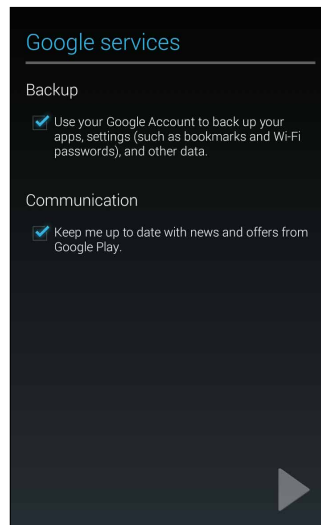 Google services
Backup
Use your Google Account to back up your
apps, settings (such as bookmarks and Wi-Fi
passwords), and other data.
Communication
Keep me up to date with news and offers from
Google Play.